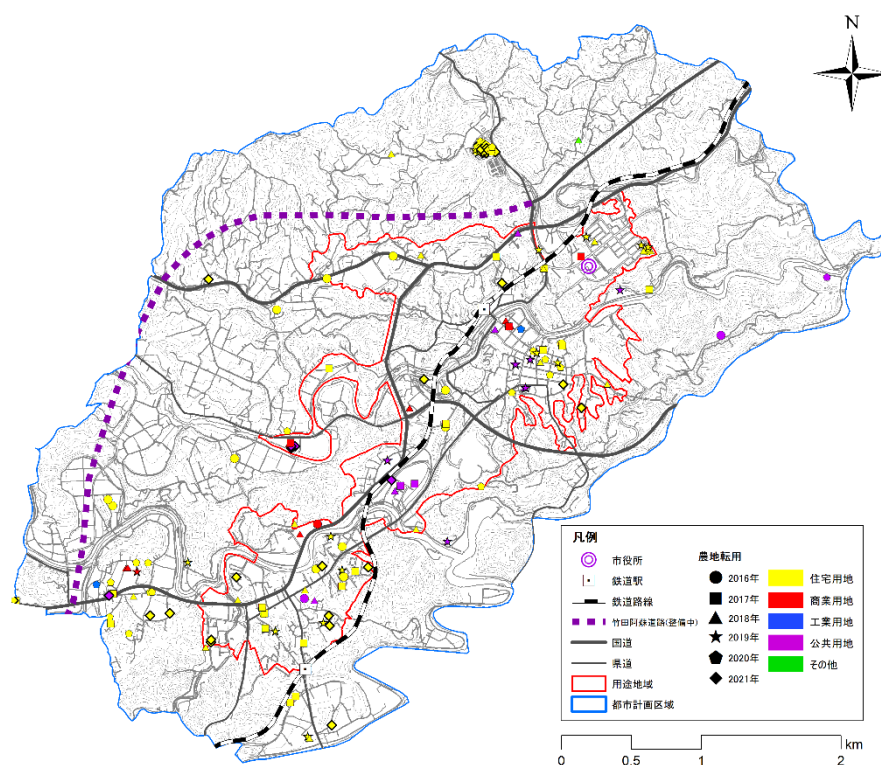 N
凡例
市役所
鉄道駅
鉄道路線
竹田阿蘇道路(整備中)
国道
県道
用途地域
都市計画区域
農地転用
2016年
2017年
2018年
2019年
2020年
2021年
住宅用地
商業用地
工業用地
公共用地
その他
km
0 0.5 1 2